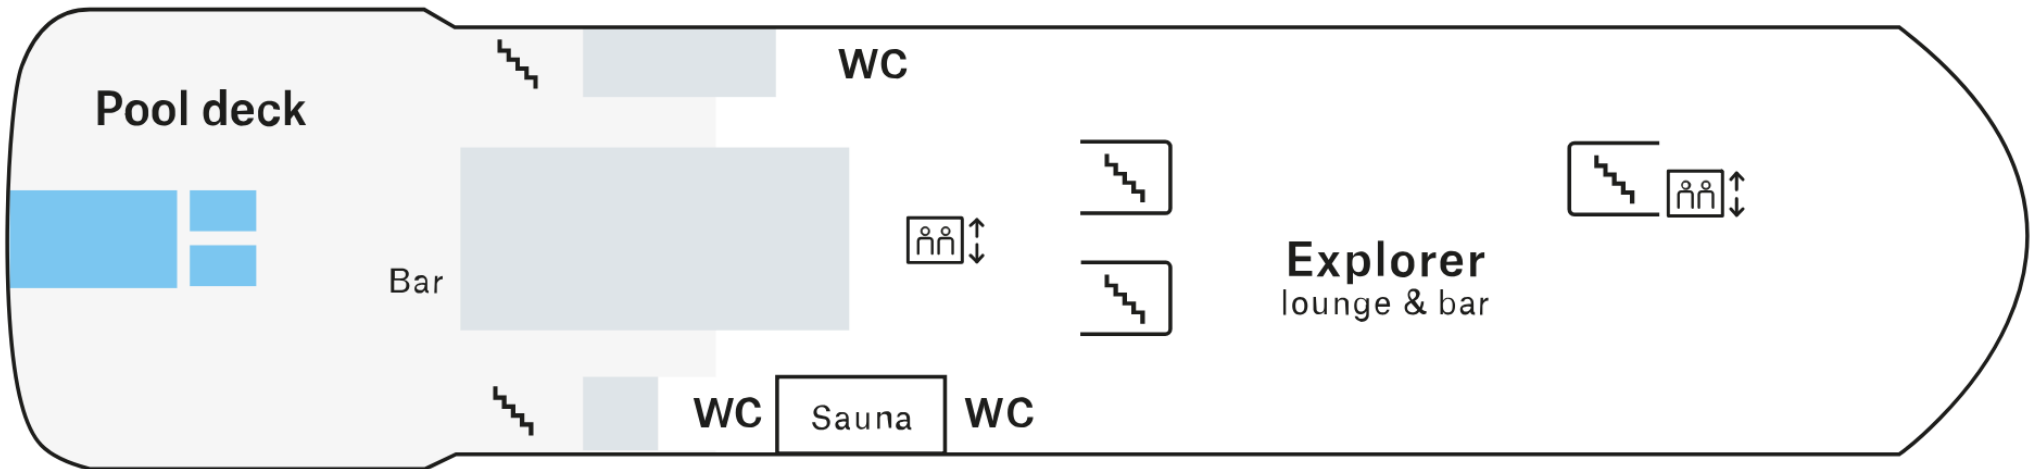 WC
Pool deck
Explorer
lounge & bar
Bar
WC
Sauna
WC